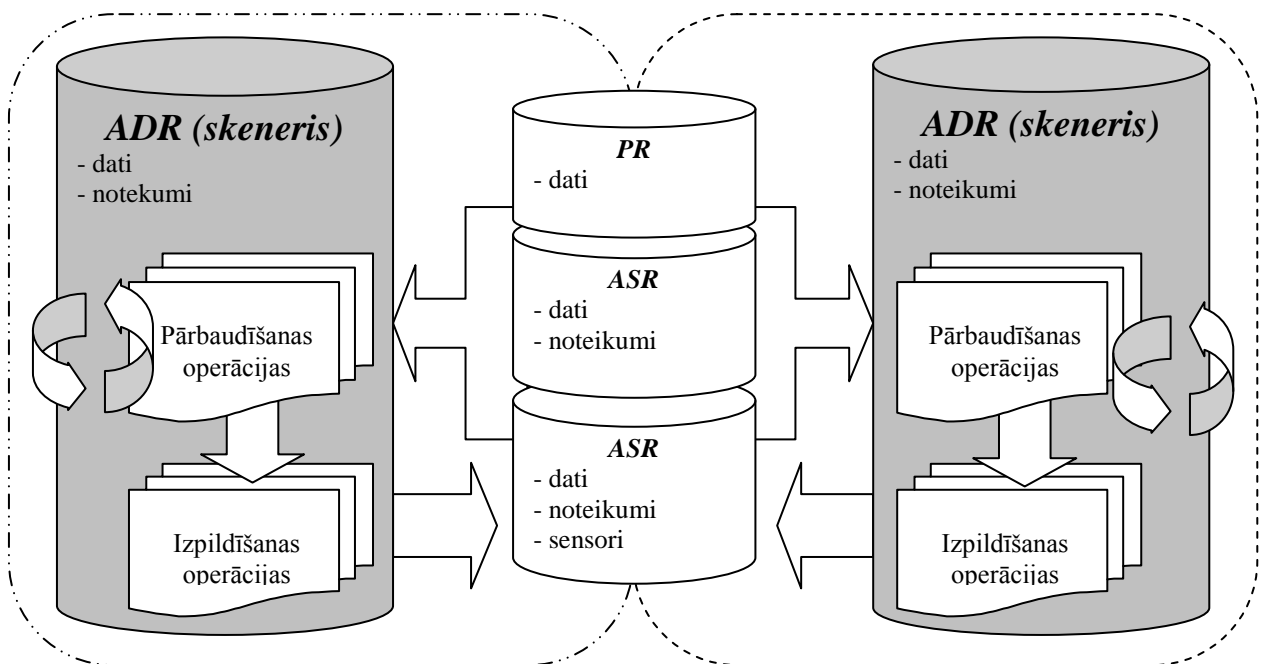 ADR (skeneris)
- dati
- notekumi
Pārbaudīšanas
operācijas
Izpildīšanas
operācijas
PR
- dati
ASR
- dati
- noteikumi
ASR
- dati
- noteikumi
- sensori
ADR (skeneris)
- dati
- noteikumi
Pārbaudīšanas
operācijas
Izpildīšanas
operācijas